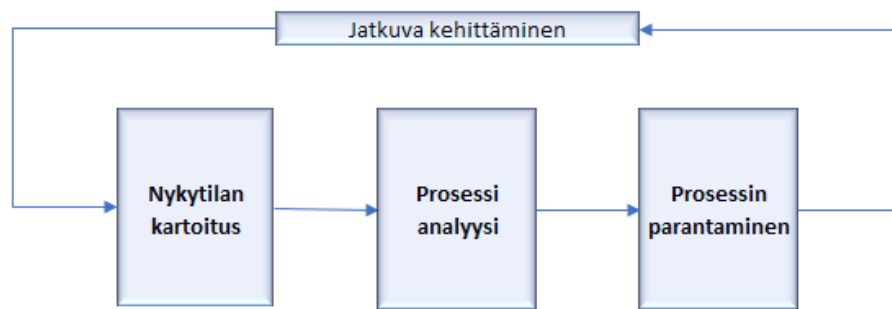 Jatkuva kehittäminen
Nykytilan
kartoitus
Prosessi
analyysi
Prosessin
parantaminen